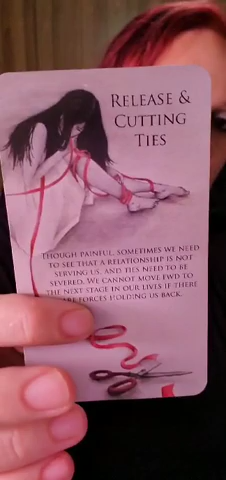 RELEASE &
CUTTING
TIES
THOUGH PAINFUL, SOMETIMES WE NEED
TO SEE THAT A RELATIONSHIP IS NOT
SERVING US, AND TIES NEED TO BE
SEVERED. WE CANNOT MOVE FWD TO
THE NEXT STAGE IN OUR LIVES IF THERE
ARE FORCES HOLDING US BACK.